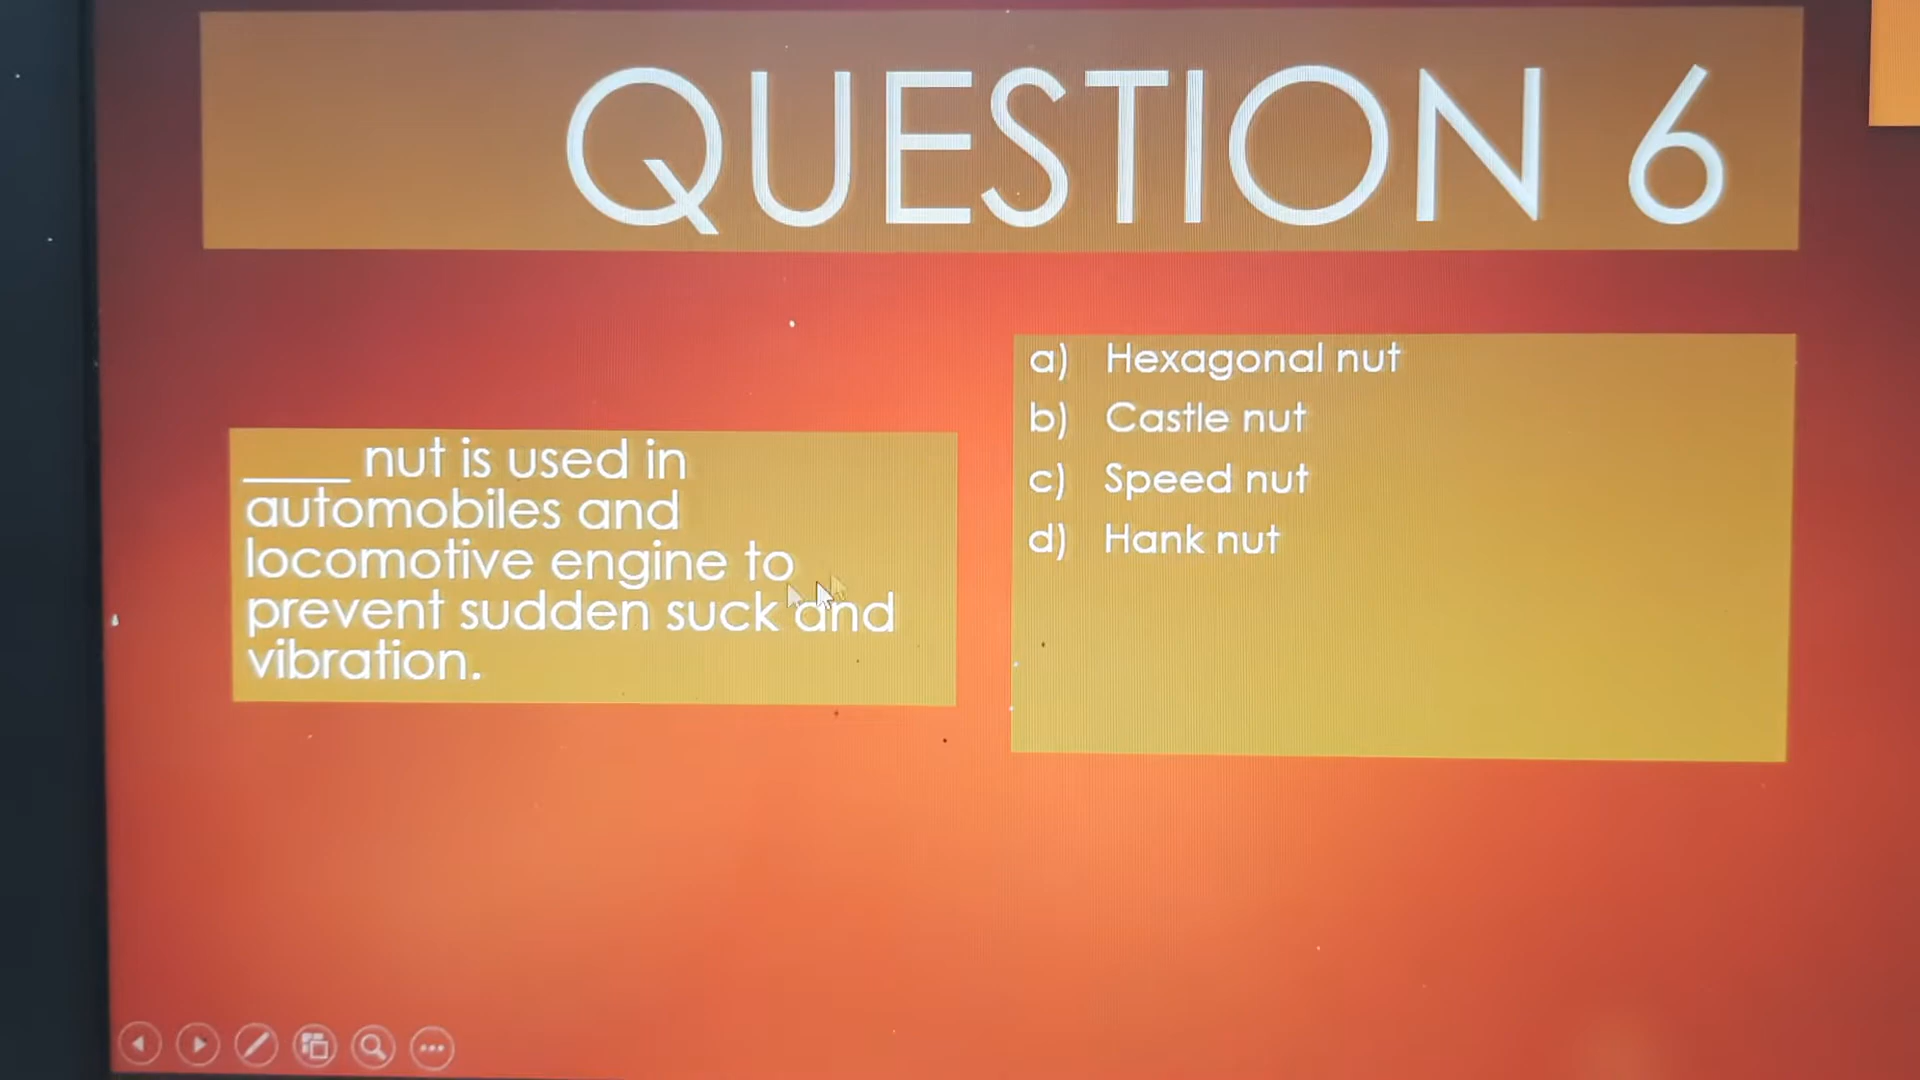 QUESTION 6
____ nut is used in
automobiles and
locomotive engine to
prevent sudden suck and
vibration.
a) Hexagonal nut
b) Castle nut
c) Speed nut
d) Hank nut